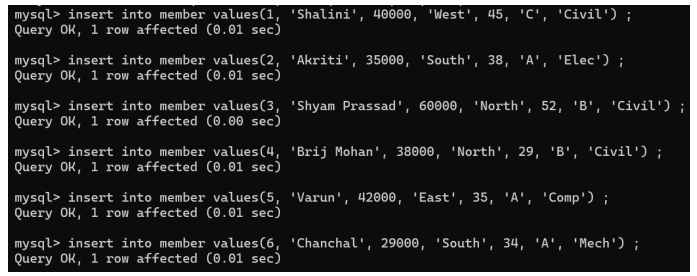 mysql> insert into member values(1, 'Shalini', 40000, 'West', 45, 'C', 'Civil') ;
Query OK, 1 row affected (0.01 sec)
mysql> insert into member values(2, 'Akriti', 35000, 'South', 38, 'A', 'Elec') ;
Query OK, 1 row affected (0.01 sec)
mysql> insert into member values(3, 'Shyam Prassad', 60000, 'North', 52, 'B', 'Civil') ;
Query OK, 1 row affected (0.00 sec)
mysql> insert into member values(4, 'Brij Mohan', 38000, 'North', 29, 'B', 'Civil') ;
Query OK, 1 row affected (0.01 sec)
mysql> insert into member values(5, 'Varun', 42000, 'East', 35, 'A', 'Comp') ;
Query OK, 1 row affected (0.01 sec)
mysql> insert into member values(6, 'Chanchal', 29000, 'South', 34, 'A', 'Mech') ;
Query OK, 1 row affected (0.01 sec)